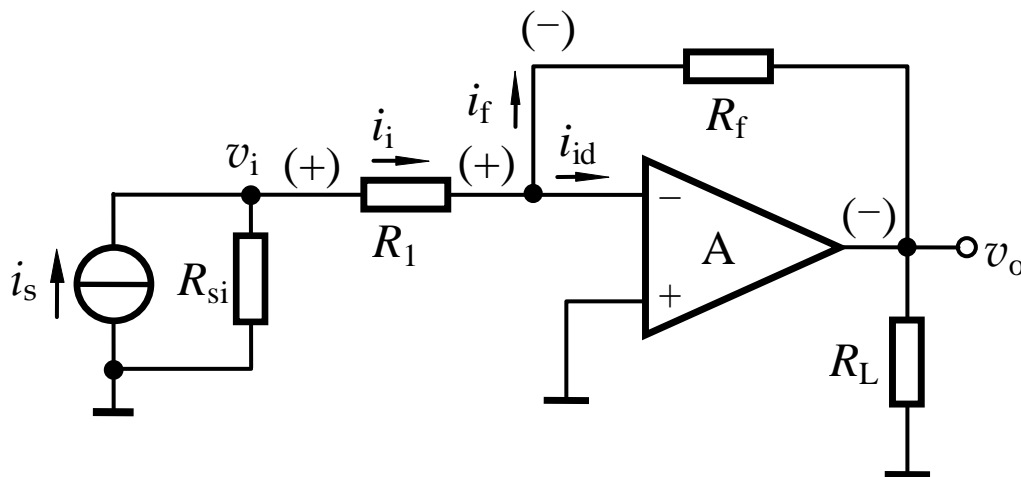 (−)
R_f
i_f
i_i
i_id
v_i
(+)
(+)
R_1
−
A
+
(−)
v_o
i_s
R_si
R_L